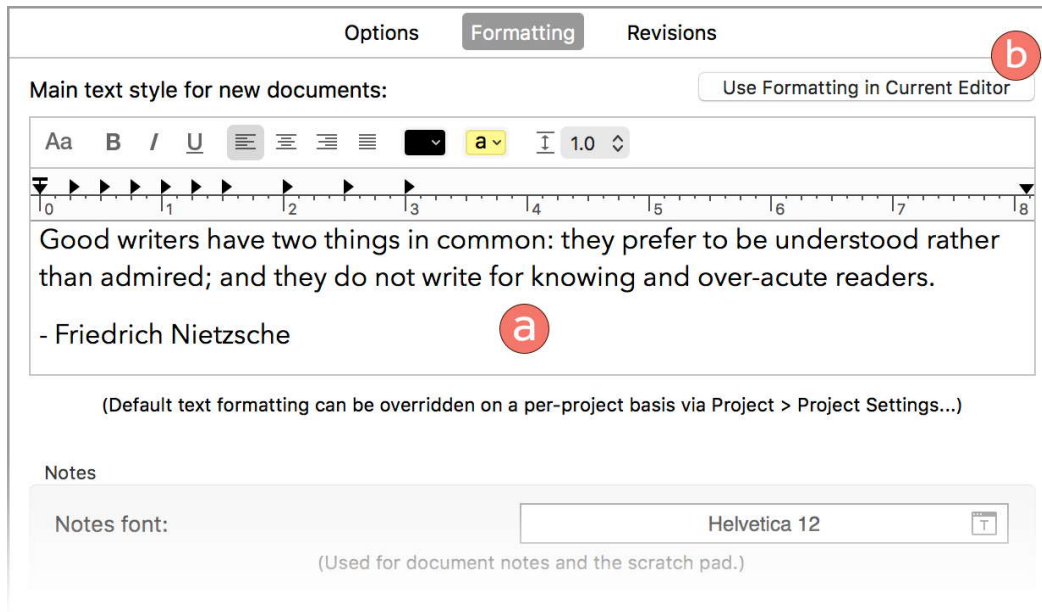 Options Formatting Revisions
b
Main text style for new documents: Use Formatting in Current Editor
Aa B I U a 1.0
0 1 2 3 4 5 6 7 8
Good writers have two things in common: they prefer to be understood rather
than admired; and they do not write for knowing and over-acute readers.
- Friedrich Nietzsche
a
(Default text formatting can be overridden on a per-project basis via Project > Project Settings...)
Notes
Notes font: Helvetica 12 T
(Used for document notes and the scratch pad.)